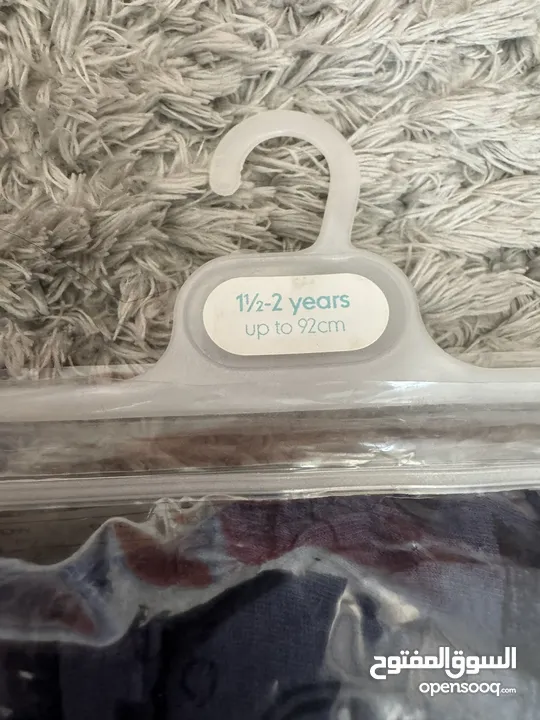 1½-2 years
up to 92cm
السوق المفتوح
opensooq.com